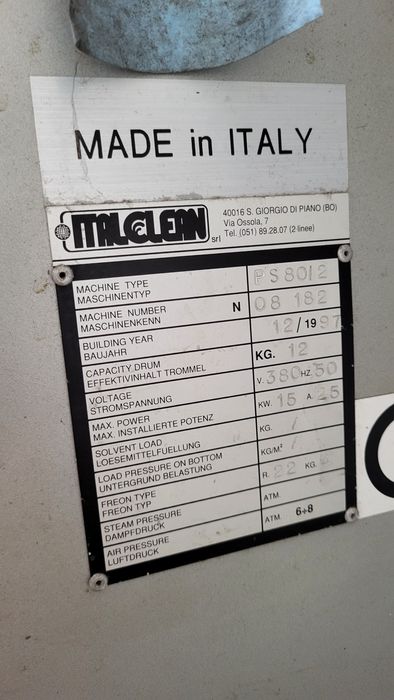 MADE in ITALY
ITALCLEAN srl
40016 S. GIORGIO DI PIANO (BO)
Via Ossola, 7
Tel. (051) 89.28.07 (2 linee)
MACHINE TYPE
MASCHINENTYP
PS80/2
MACHINE NUMBER
MASCHINENKENN
N 08 182
BUILDING YEAR
BAUJAHR
12/1997
CAPACITY DRUM
EFFEKTIVINHALT TROMMEL
KG. 12
VOLTAGE
STROMSPANNUNG
V. 380 HZ 50
MAX. POWER
MAX. INSTALLIERTE POTENZ
KW. 15 A. 25
SOLVENT LOAD
LOESEMITTELFUELLUNG
KG. /
LOAD PRESSURE ON BOTTOM
UNTERGRUND BELASTUNG
KG/M² /
FREON TYPE
FREON TYP
R. 22 KG.
STEAM PRESSURE
DAMPFDRUCK
ATM
AIR PRESSURE
LUFTDRUCK
ATM 6÷8